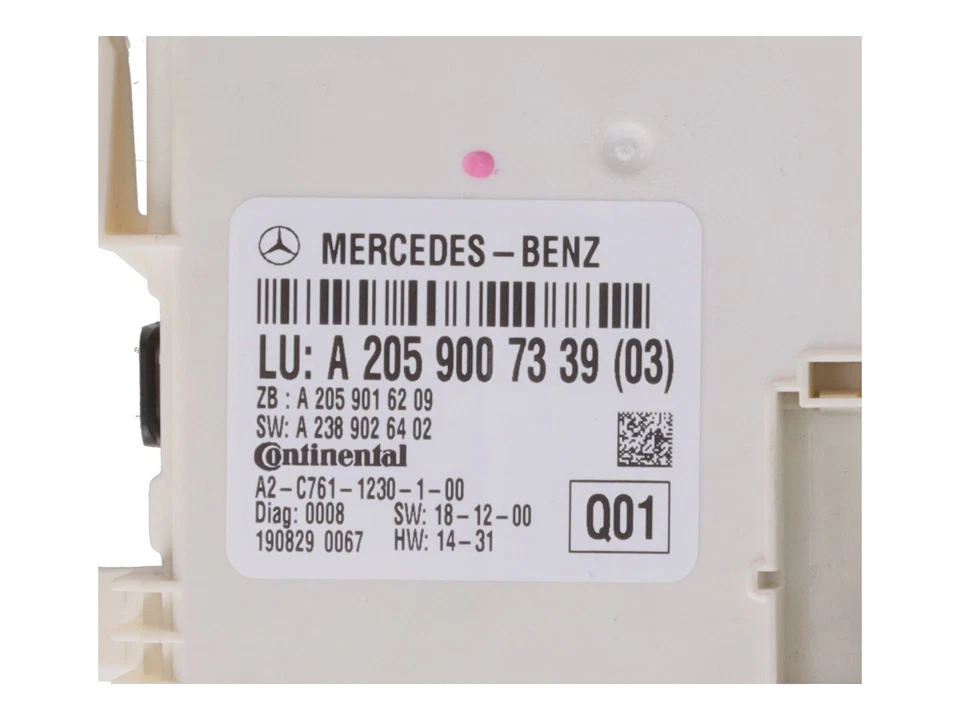 MERCEDES-BENZ
LU: A 205 900 73 39 (03)
ZB : A 205 901 62 09
SW: A 238 902 64 02
Continental
A2-C761-1230-1-00
Diag: 0008 SW: 18-12-00
190829 0067 HW: 14-31
Q01